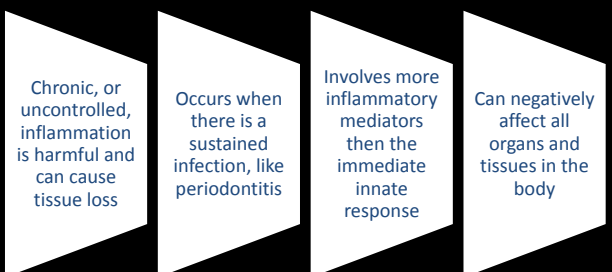 Chronic, or
uncontrolled,
inflammation
is harmful and
can cause
tissue loss
Occurs when
there is a
sustained
infection, like
periodontitis
Involves more
inflammatory
mediators
then the
immediate
innate
response
Can negatively
affect all
organs and
tissues in the
body